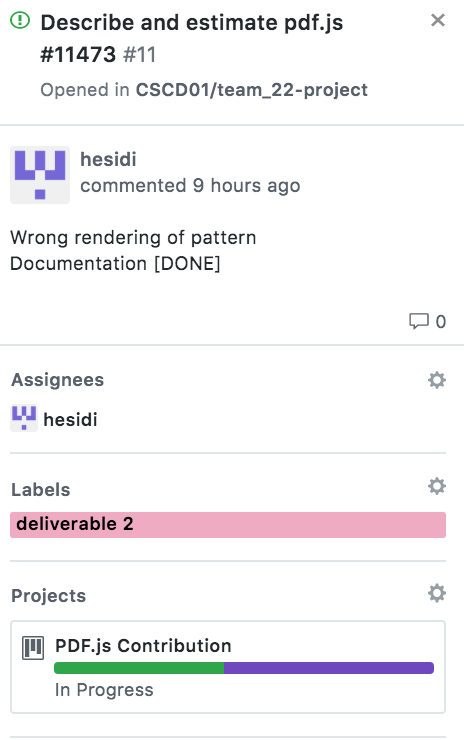 Describe and estimate pdf.js
#11473 #11
Opened in CSCD01/team_22-project
hesidi
commented 9 hours ago
Wrong rendering of pattern
Documentation [DONE]
0
Assignees
hesidi
Labels
deliverable 2
Projects
PDF.js Contribution
In Progress